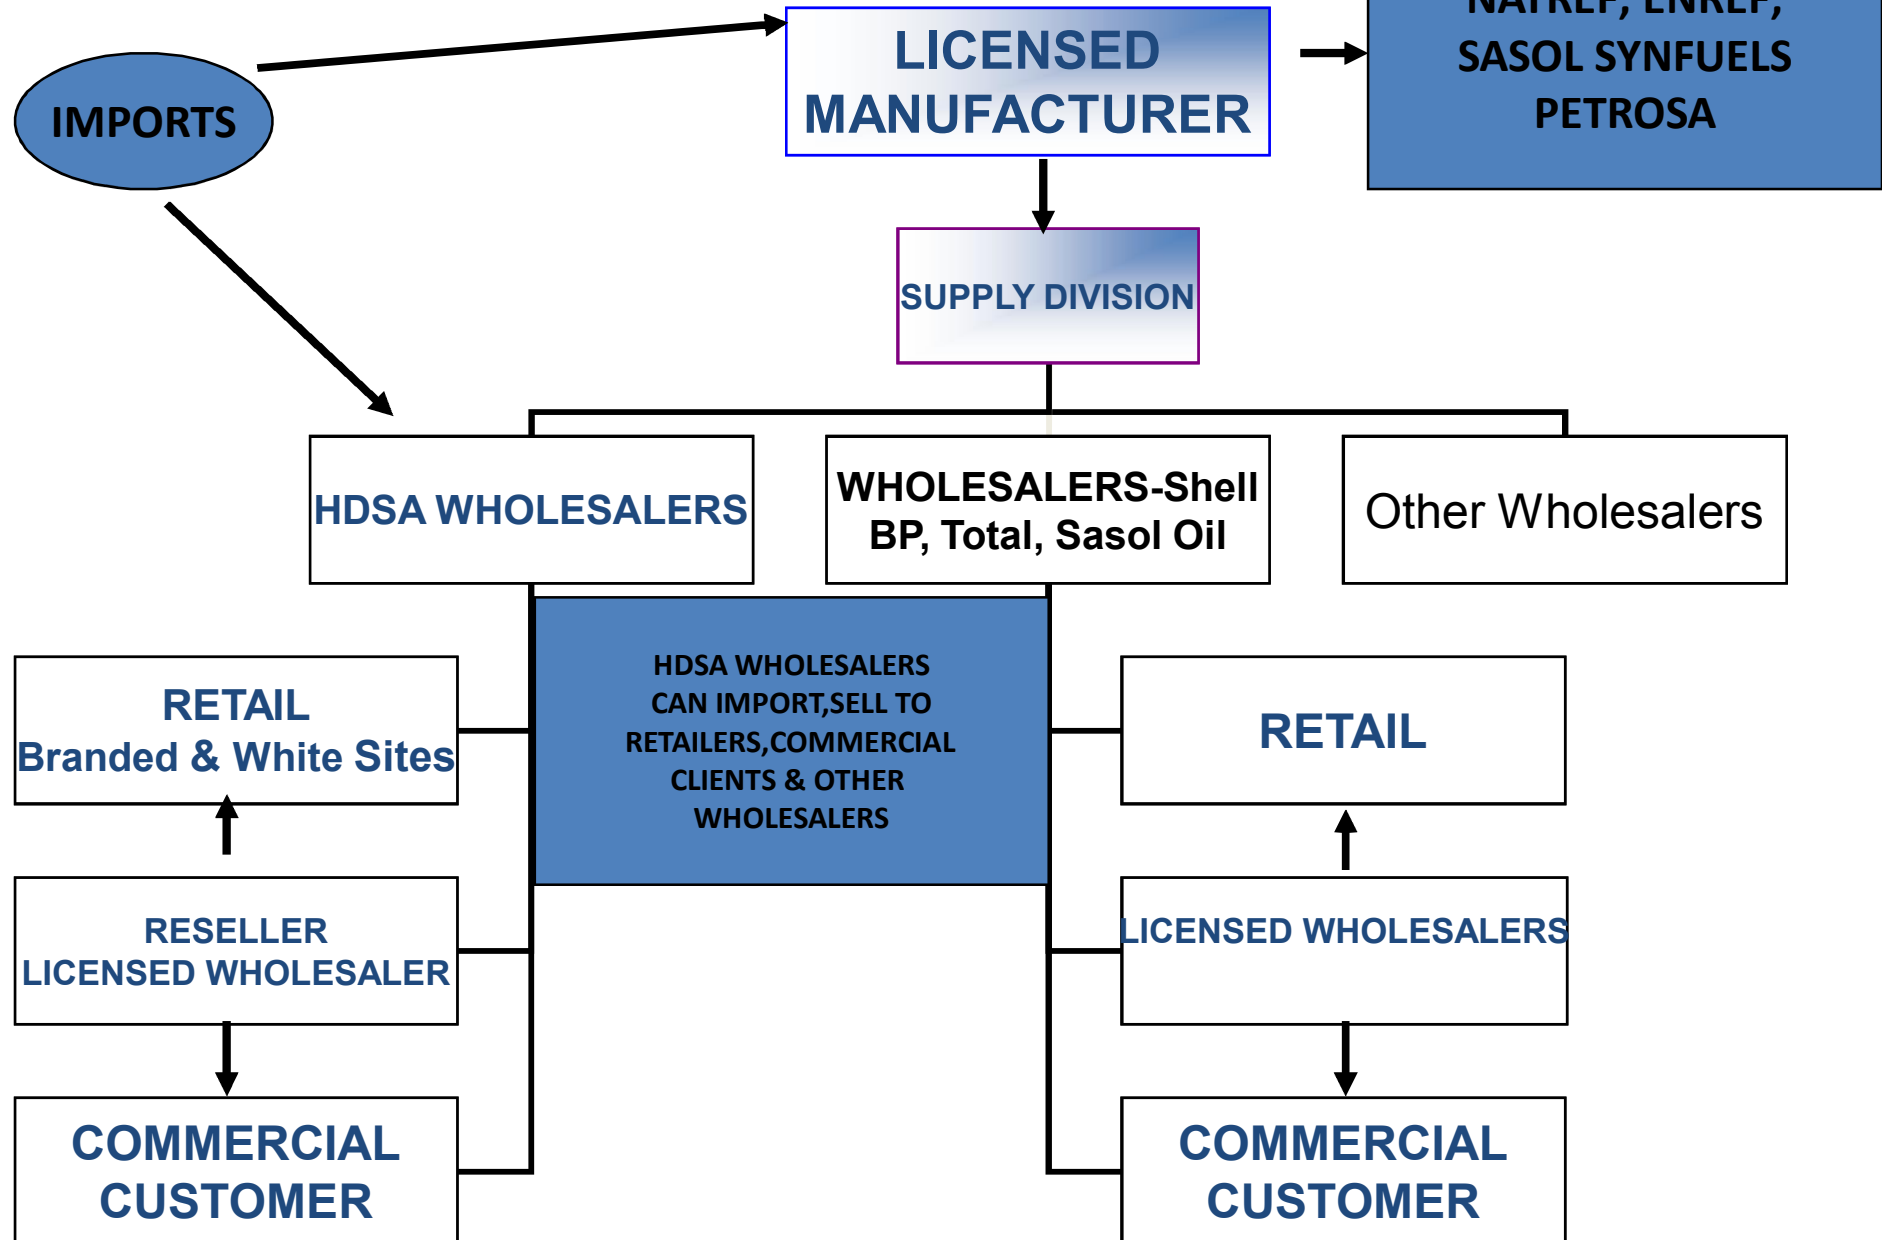 NATREF, ENREF,
SASOL SYNFUELS
PETROSA
LICENSED
MANUFACTURER
IMPORTS
SUPPLY DIVISION
HDSA WHOLESALERS
WHOLESALERS-Shell
BP, Total, Sasol Oil
Other Wholesalers
HDSA WHOLESALERS
CAN IMPORT,SELL TO
RETAILERS,COMMERCIAL
CLIENTS & OTHER
WHOLESALERS
RETAIL
Branded & White Sites
RETAIL
RESELLER
LICENSED WHOLESALER
LICENSED WHOLESALERS
COMMERCIAL
CUSTOMER
COMMERCIAL
CUSTOMER